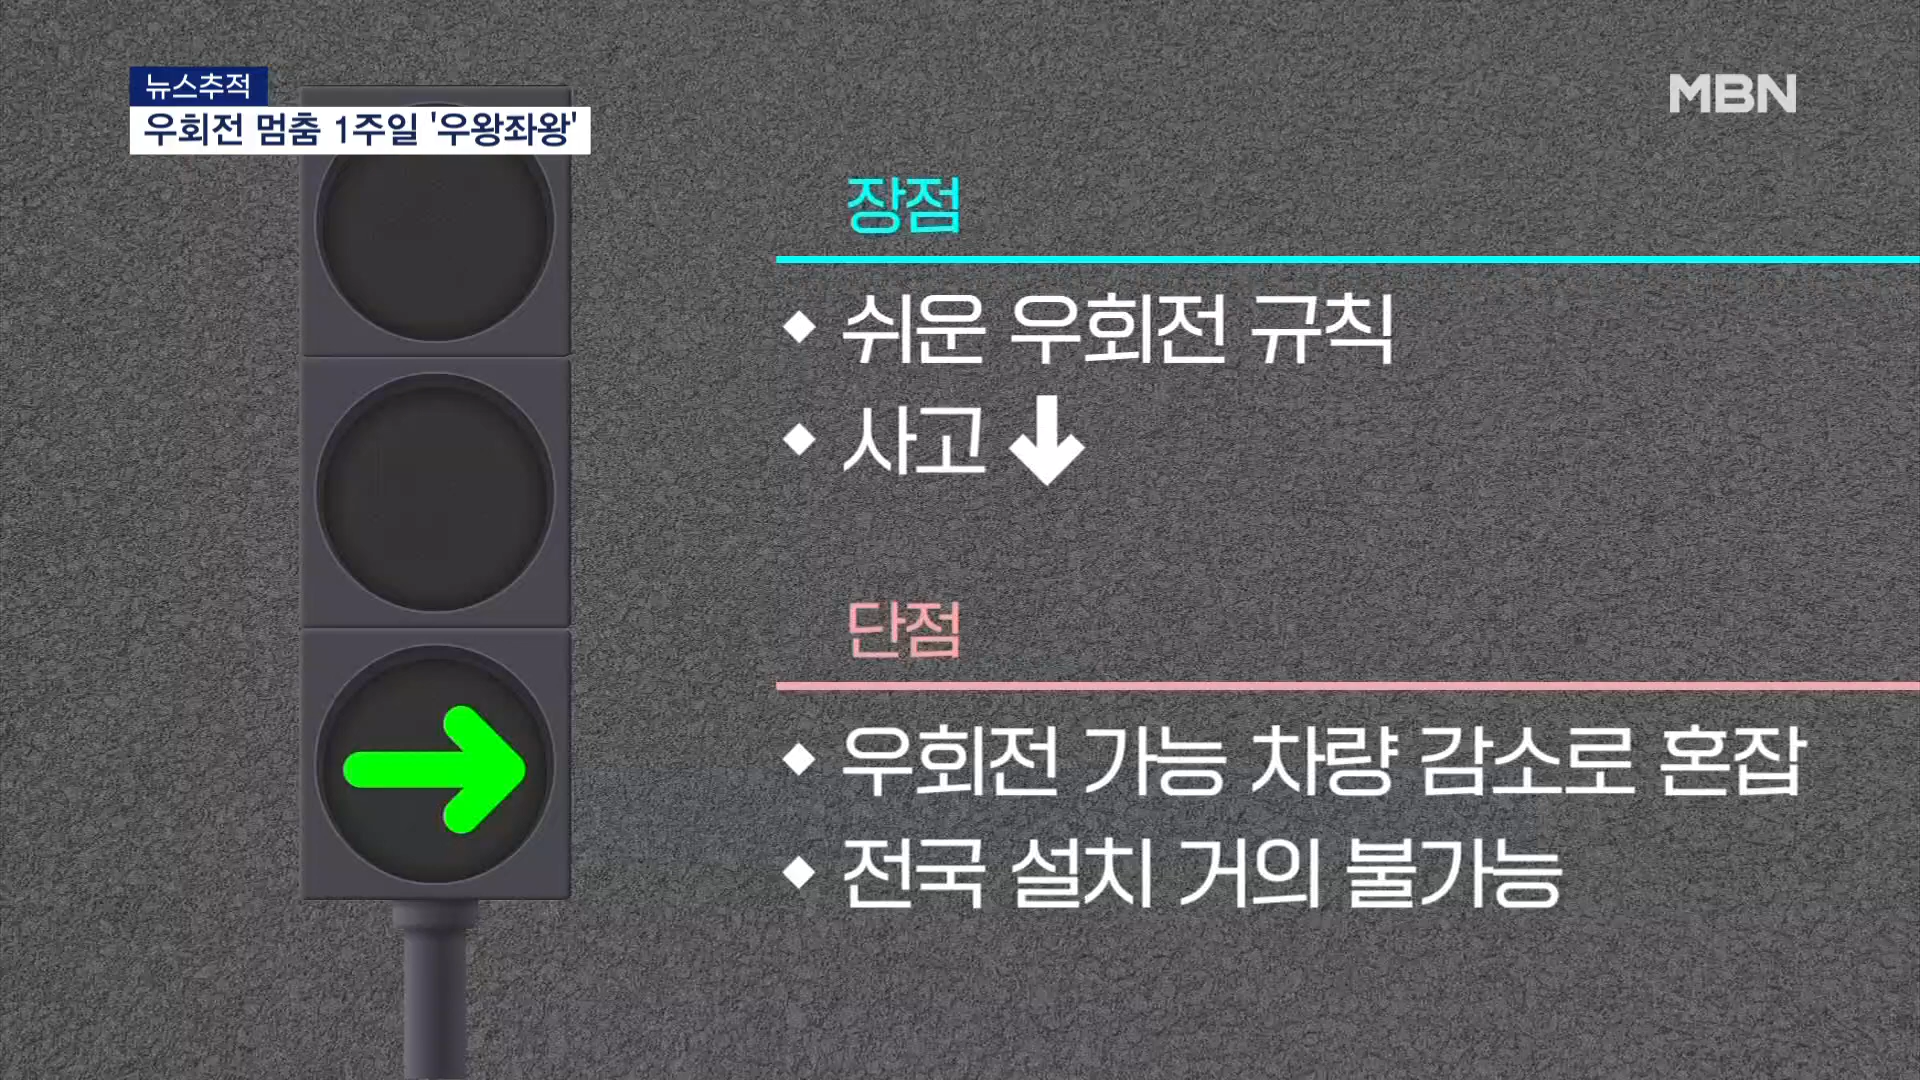 뉴스추적
우회전 멈춤 1주일 '우왕좌왕'
MBN
장점
◆ 쉬운 우회전 규칙
◆ 사고 ↓
단점
◆ 우회전 가능 차량 감소로 혼잡
◆ 전국 설치 거의 불가능